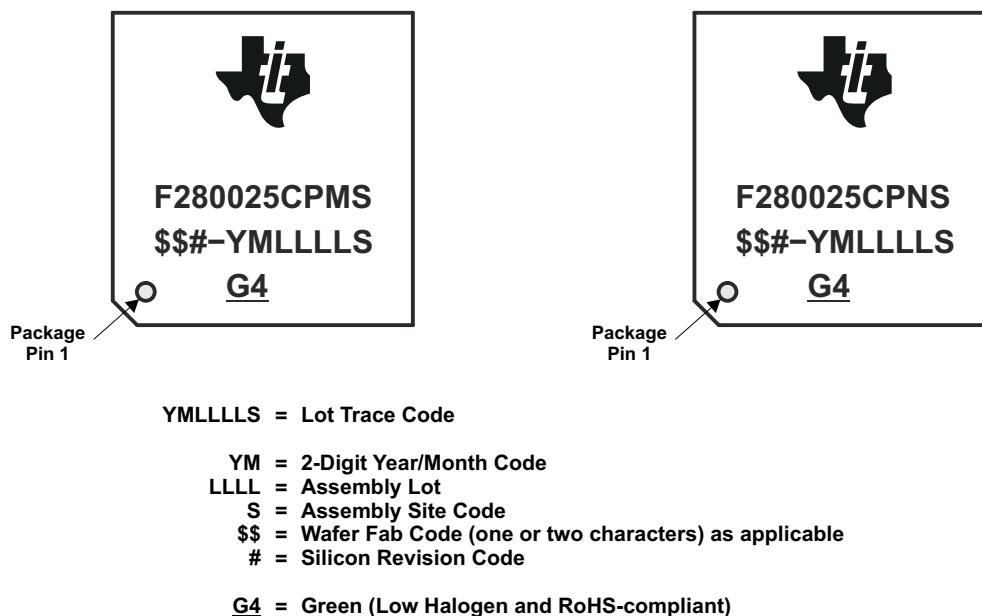 F280025CPMS
$$#−YMLLLLS
G4
Package
Pin 1
F280025CPNS
$$#−YMLLLLS
G4
Package
Pin 1
YMLLLLS = Lot Trace Code
YM = 2-Digit Year/Month Code
LLLL = Assembly Lot
S = Assembly Site Code
$$ = Wafer Fab Code (one or two characters) as applicable
# = Silicon Revision Code
G4 = Green (Low Halogen and RoHS-compliant)